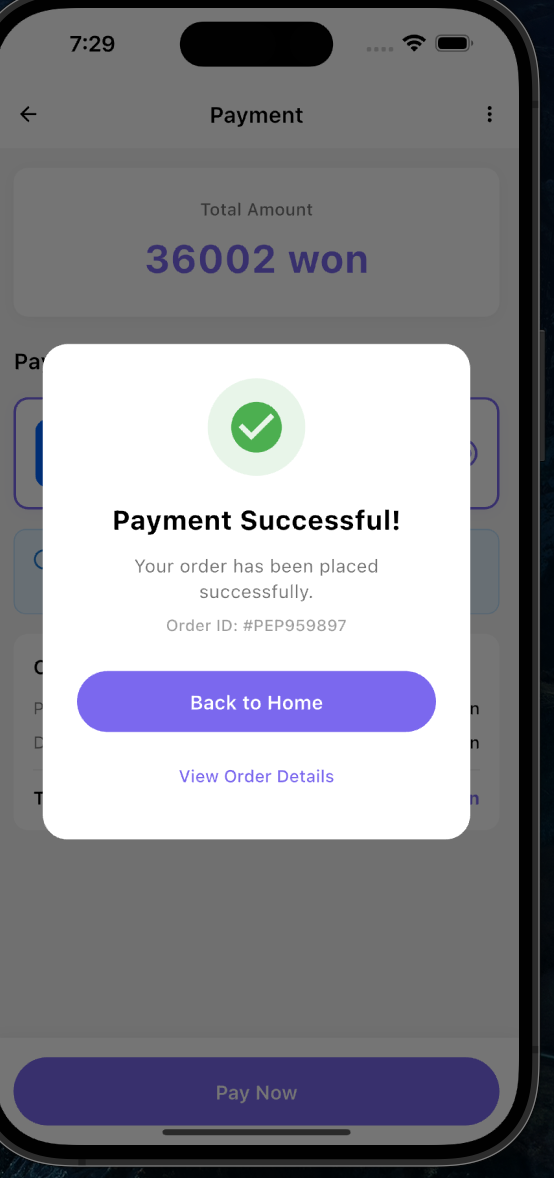 7:29
Payment
Total Amount
36002 won
Payment Successful!
Your order has been placed
successfully.
Order ID: #PEP959897
Back to Home
View Order Details
Pay Now